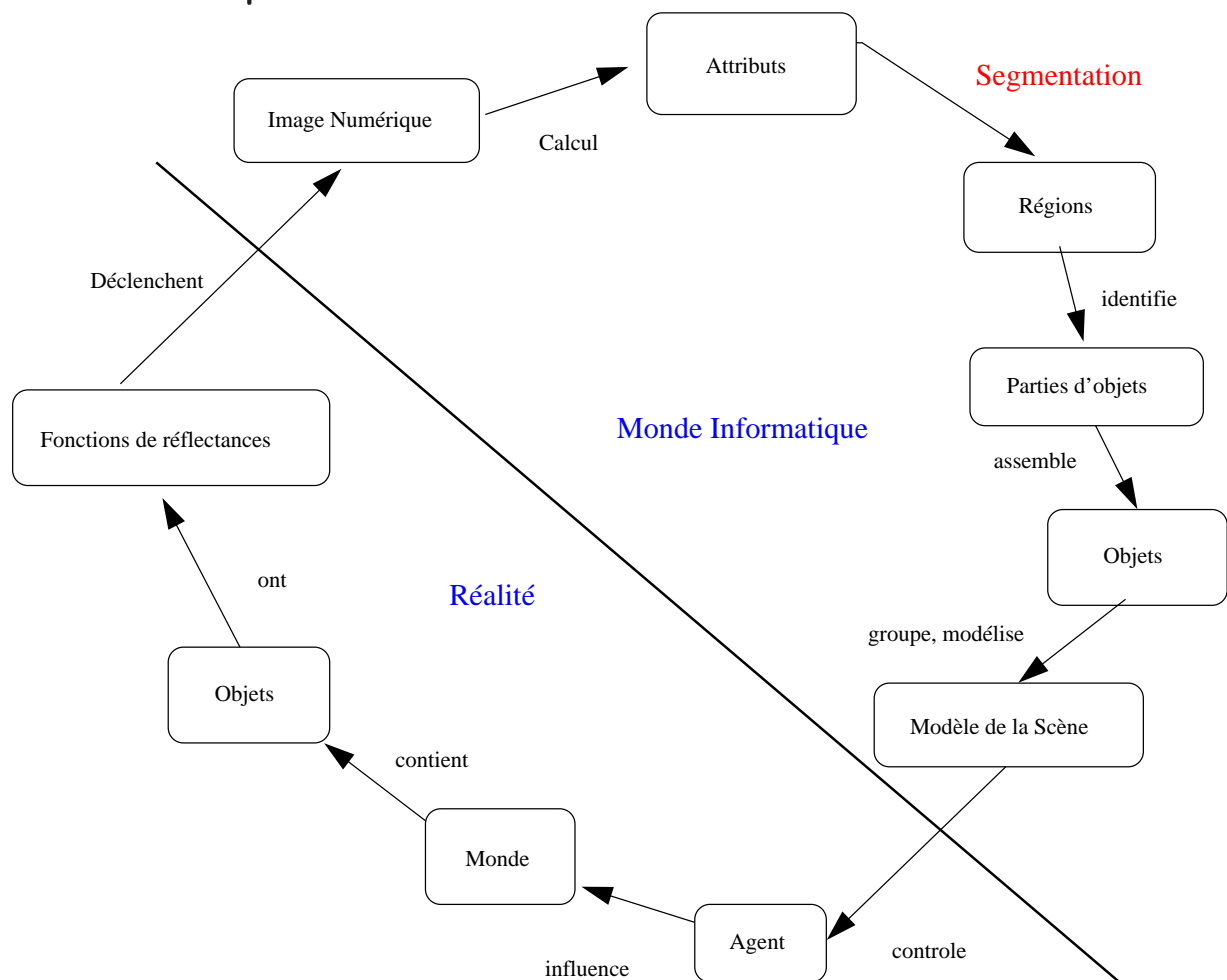 Attributs
Segmentation
Image Numérique
Calcul
Régions
Déclenchent
identifie
Parties d'objets
Fonctions de réflectances
Monde Informatique
assemble
Objets
ont
Réalité
groupe, modélise
Objets
Modèle de la Scène
contient
Monde
Agent
controle
influence